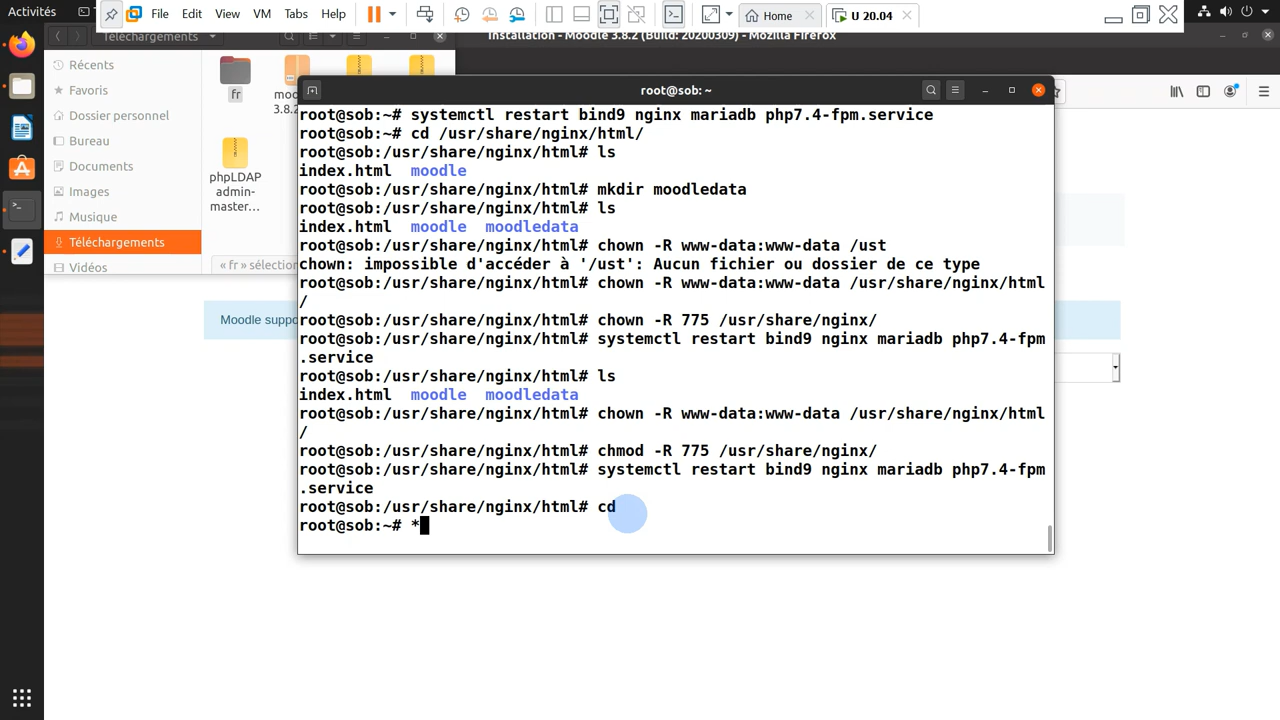 Activités
File Edit View VM Tabs Help
Home
U 20.04
Téléchargements
Installation - Moodle 3.8.2 (Build: 20200309) - Mozilla Firefox
Récents
Favoris
Dossier personnel
Bureau
Documents
Images
Musique
Téléchargements
Vidéos
fr
3.8.2
phpLDAP
admin-
master...
« fr » sélection
Moodle suppo
root@sob: ~
root@sob:~# systemctl restart bind9 nginx mariadb php7.4-fpm.service
root@sob:~# cd /usr/share/nginx/html/
root@sob:/usr/share/nginx/html# ls
index.html moodle
root@sob:/usr/share/nginx/html# mkdir moodledata
root@sob:/usr/share/nginx/html# ls
index.html moodle moodledata
root@sob:/usr/share/nginx/html# chown -R www-data:www-data /ust
chown: impossible d'accéder à '/ust': Aucun fichier ou dossier de ce type
root@sob:/usr/share/nginx/html# chown -R www-data:www-data /usr/share/nginx/html
/
root@sob:/usr/share/nginx/html# chown -R 775 /usr/share/nginx/
root@sob:/usr/share/nginx/html# systemctl restart bind9 nginx mariadb php7.4-fpm
.service
root@sob:/usr/share/nginx/html# ls
index.html moodle moodledata
root@sob:/usr/share/nginx/html# chown -R www-data:www-data /usr/share/nginx/html
/
root@sob:/usr/share/nginx/html# chmod -R 775 /usr/share/nginx/
root@sob:/usr/share/nginx/html# systemctl restart bind9 nginx mariadb php7.4-fpm
.service
root@sob:/usr/share/nginx/html# cd
root@sob:~# *